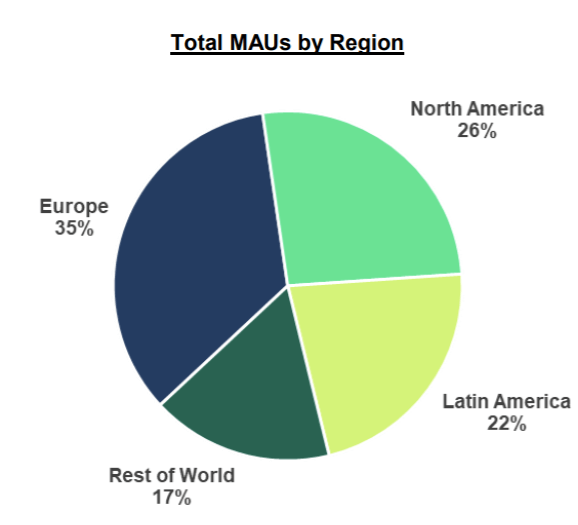 Total MAUs by Region
North America
26%
Europe
35%
Latin America
22%
Rest of World
17%